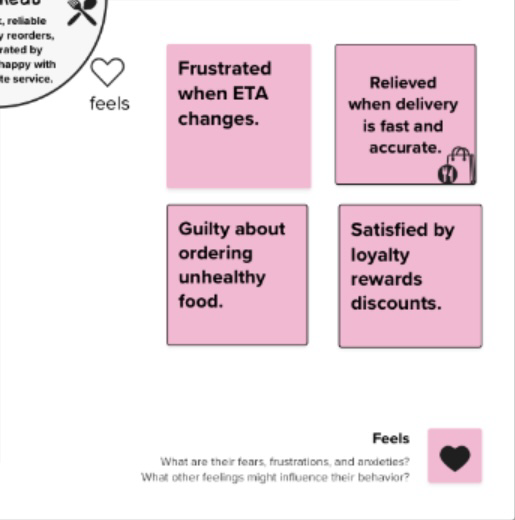 , reliable
y reorders,
rated by
happy with
te service.
feels
Frustrated
when ETA
changes.
Relieved
when delivery
is fast and
accurate.
Guilty about
ordering
unhealthy
food.
Satisfied by
loyalty
rewards
discounts.
Feels
What are their fears, frustrations, and anxieties?
What other feelings might influence their behavior?